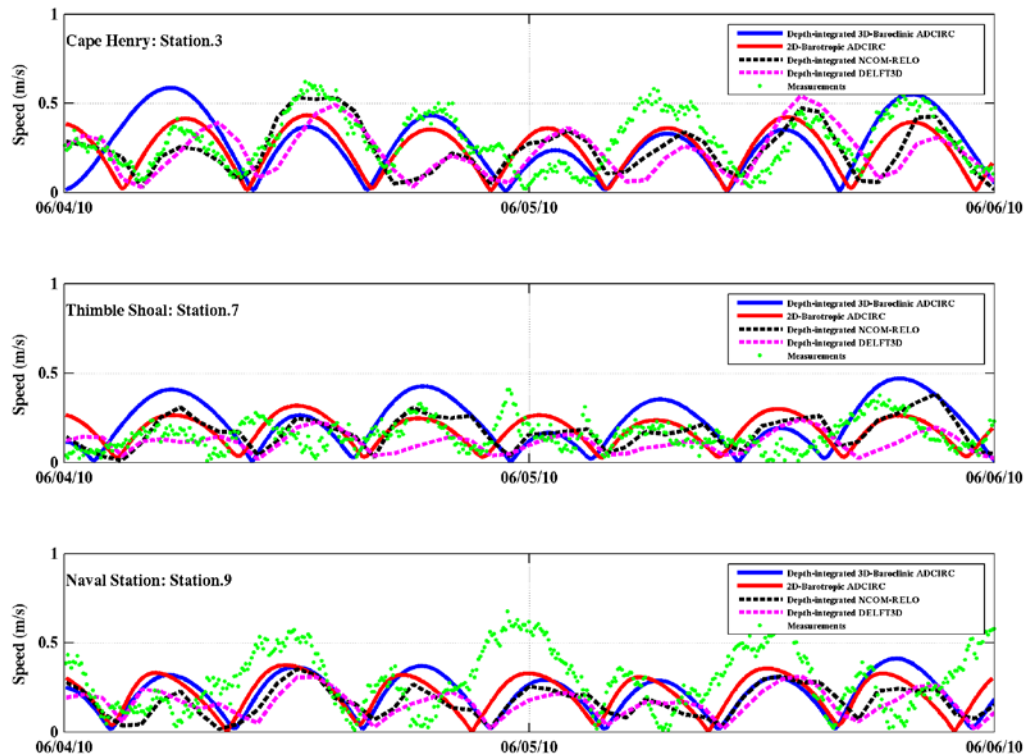 1
Cape Henry: Station.3
Depth-integrated 3D-Baroclinic ADCIRC
2D-Barotropic ADCIRC
Depth-integrated NCOM-RELO
Depth-integrated DELFT3D
Measurements
0.5
Speed (m/s)
0
06/04/10 06/05/10 06/06/10
1
Thimble Shoal: Station.7
Depth-integrated 3D-Baroclinic ADCIRC
2D-Barotropic ADCIRC
Depth-integrated NCOM-RELO
Depth-integrated DELFT3D
Measurements
0.5
Speed (m/s)
0
06/04/10 06/05/10 06/06/10
1
Naval Station: Station.9
Depth-integrated 3D-Baroclinic ADCIRC
2D-Barotropic ADCIRC
Depth-integrated NCOM-RELO
Depth-integrated DELFT3D
Measurements
0.5
Speed (m/s)
0
06/04/10 06/05/10 06/06/10